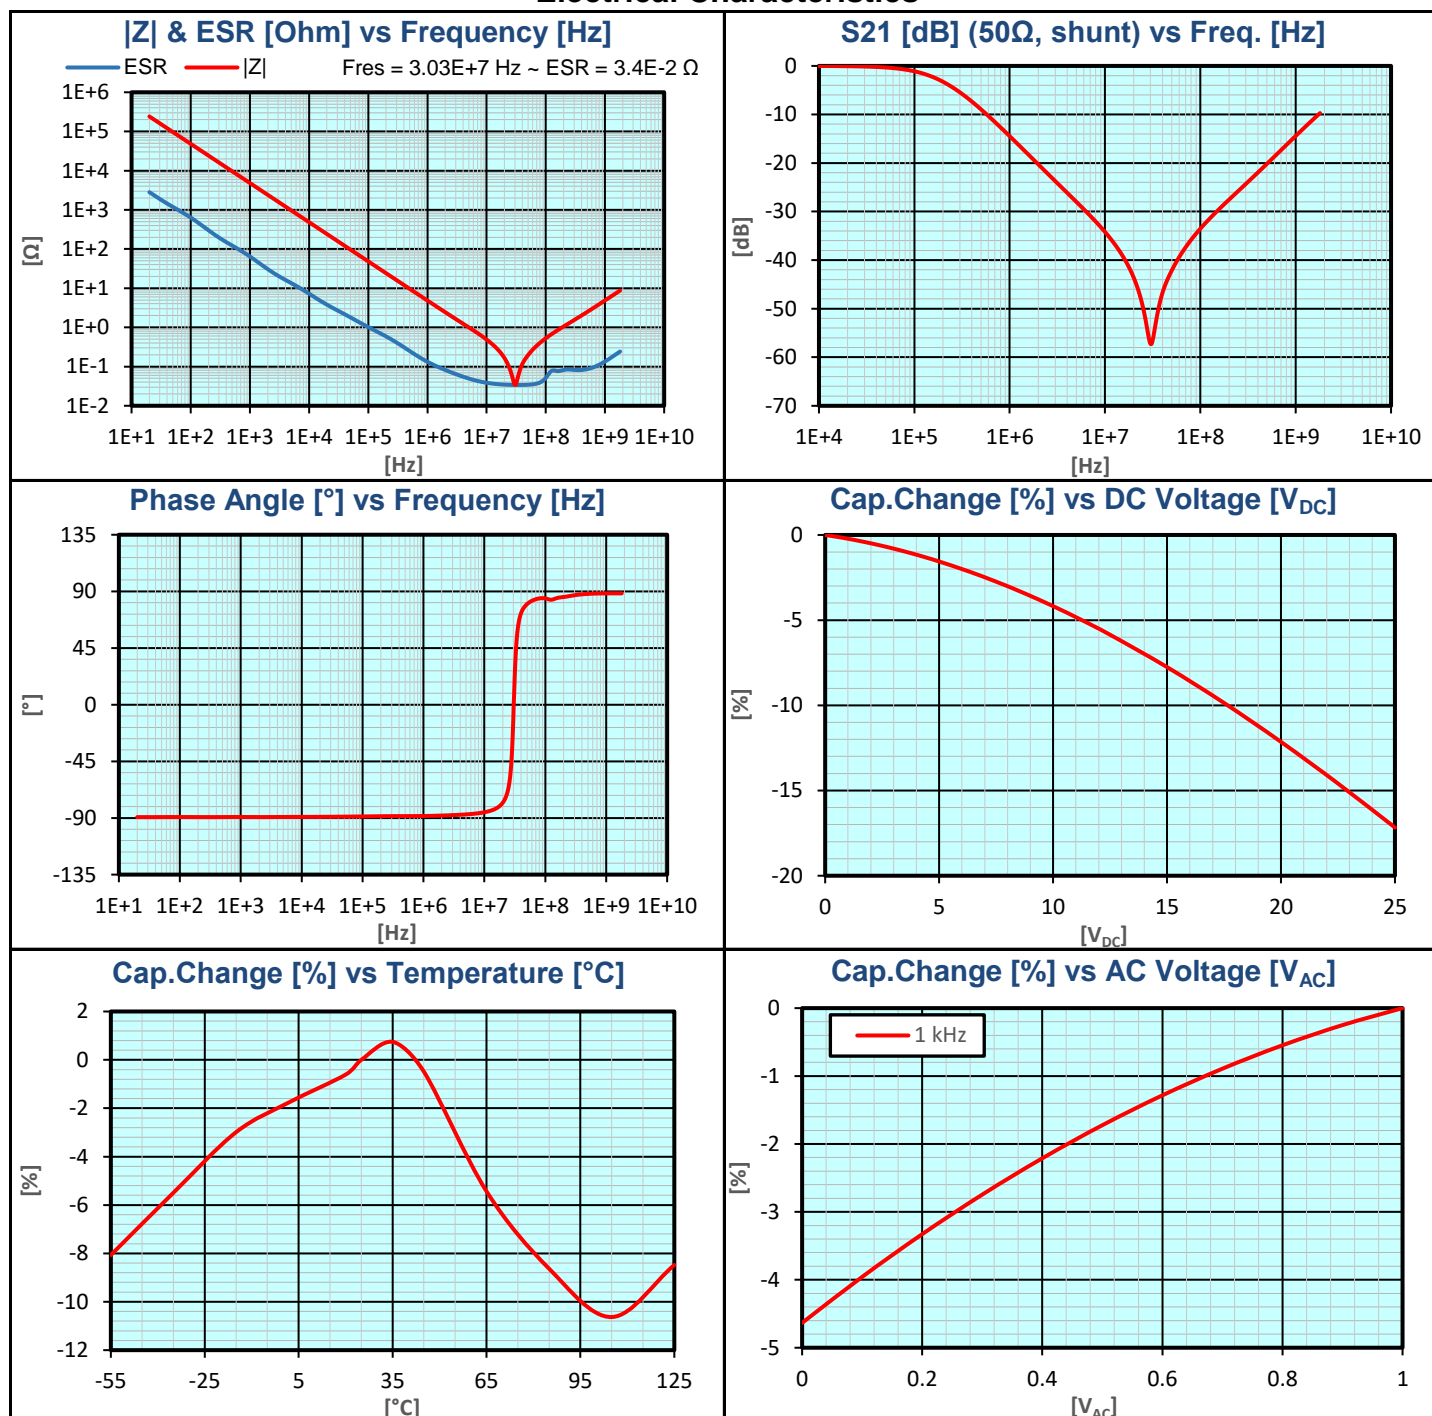 |Z| & ESR [Ohm] vs Frequency [Hz]
ESR |Z| Fres = 3.03E+7 Hz ~ ESR = 3.4E-2 Ω
1E+6
1E+5
1E+4
1E+3
1E+2
1E+1
1E+0
1E-1
1E-2
[Ω]
1E+1 1E+2 1E+3 1E+4 1E+5 1E+6 1E+7 1E+8 1E+9 1E+10
[Hz]
S21 [dB] (50Ω, shunt) vs Freq. [Hz]
0
-10
-20
-30
-40
-50
-60
-70
[dB]
1E+4 1E+5 1E+6 1E+7 1E+8 1E+9 1E+10
[Hz]
Phase Angle [°] vs Frequency [Hz]
135
90
45
0
-45
-90
-135
[°]
1E+1 1E+2 1E+3 1E+4 1E+5 1E+6 1E+7 1E+8 1E+9 1E+10
[Hz]
Cap.Change [%] vs DC Voltage [VDC]
0
-5
-10
-15
-20
[%]
0 5 10 15 20 25
[VDC]
Cap.Change [%] vs Temperature [°C]
2
0
-2
-4
-6
-8
-10
-12
[%]
-55 -25 5 35 65 95 125
[°C]
Cap.Change [%] vs AC Voltage [VAC]
1 kHz
0
-1
-2
-3
-4
-5
[%]
0 0.2 0.4 0.6 0.8 1
[VAC]